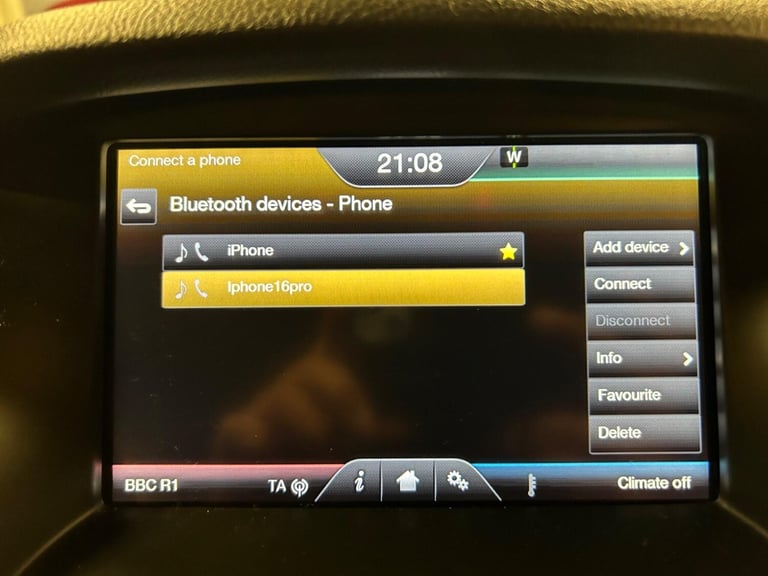 Connect a phone
21:08
W
Bluetooth devices - Phone
iPhone
Iphone16pro
Add device
Connect
Disconnect
Info
Favourite
Delete
BBC R1
TA
i
Climate off